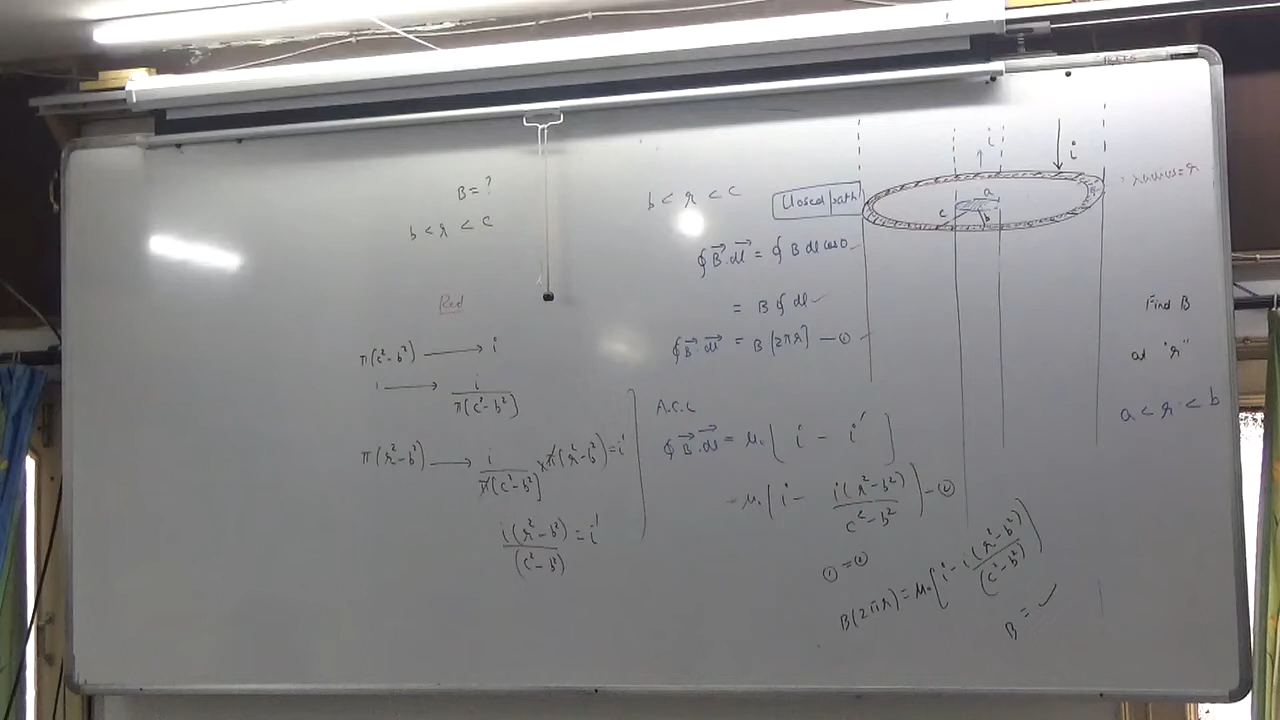 B = ?
b < r < c
Red
π(c² - b²) → i
1 → i / π(c² - b²)
π(r² - b²) → i / π(c² - b²) × π(r² - b²) = i'
i(r² - b²) / (c² - b²) = i'
b < r < c
Closed path
∮ B⃗.dl⃗ = ∮ B dl cos0
= B ∮ dl
∮ B⃗.dl⃗ = B [2πr] — ①
A.C.L
∮ B⃗.dl⃗ = μ₀ [ i - i' ]
= μ₀ [ i - i(r² - b²) / c² - b² ] — ②
① = ②
B(2πr) = μ₀ [ i - i (r² - b²) / (c² - b²) ]
B = ✓
i
i
a
b
c
radius = r
Find B
at "r"
a < r < b